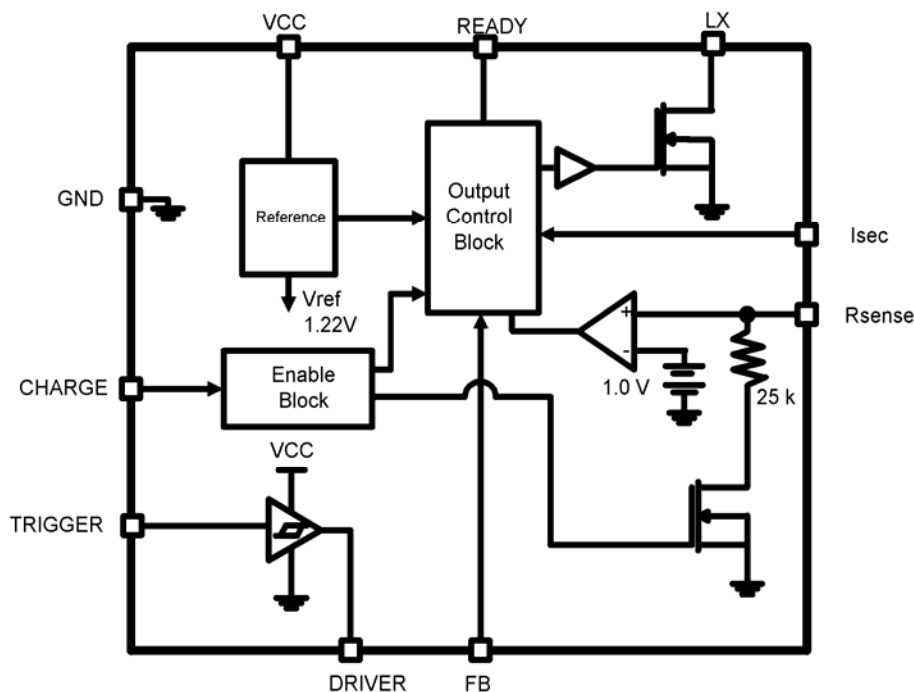 VCC
READY
LX
GND
Reference
Output
Control
Block
Isec
Vref
1.22V
+
-
Rsense
1.0 V
25 k
CHARGE
Enable
Block
VCC
TRIGGER
DRIVER
FB